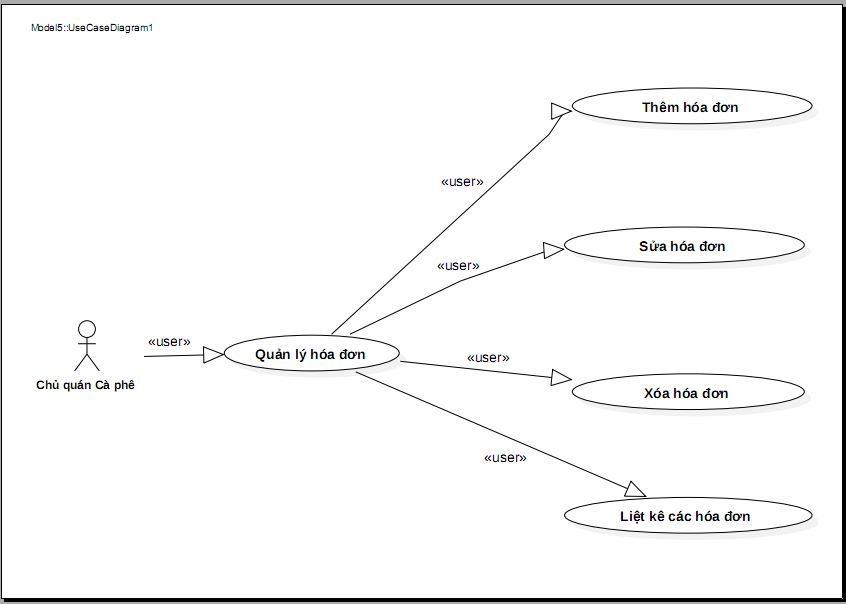 Model5::UseCaseDiagram1
Thêm hóa đơn
«user»
Sửa hóa đơn
«user»
«user»
Quản lý hóa đơn
«user»
Chủ quán Cà phê
Xóa hóa đơn
«user»
Liệt kê các hóa đơn